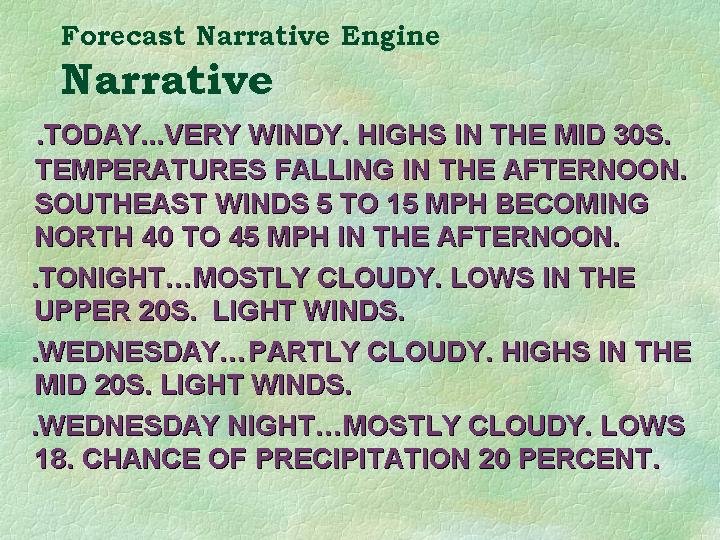 Forecast Narrative Engine
Narrative
.TODAY...VERY WINDY. HIGHS IN THE MID 30S.
TEMPERATURES FALLING IN THE AFTERNOON.
SOUTHEAST WINDS 5 TO 15 MPH BECOMING
NORTH 40 TO 45 MPH IN THE AFTERNOON.
.TONIGHT…MOSTLY CLOUDY. LOWS IN THE
UPPER 20S.  LIGHT WINDS.
.WEDNESDAY…PARTLY CLOUDY. HIGHS IN THE
MID 20S. LIGHT WINDS.
.WEDNESDAY NIGHT…MOSTLY CLOUDY. LOWS
18. CHANCE OF PRECIPITATION 20 PERCENT.